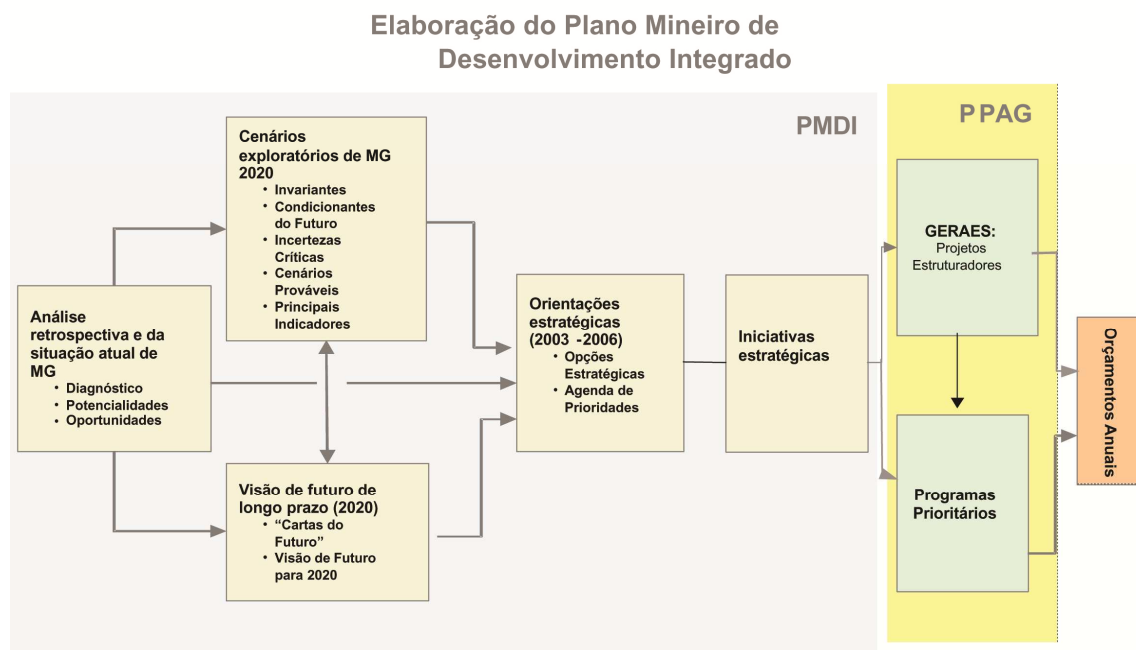 Elaboração do Plano Mineiro de
Desenvolvimento Integrado
PMDI
PPAG
Cenários
exploratórios de MG
2020
• Invariantes
• Condicionantes
do Futuro
• Incertezas
Críticas
• Cenários
Prováveis
• Principais
Indicadores
Análise
retrospectiva e da
situação atual de
MG
• Diagnóstico
• Potencialidades
• Oportunidades
Visão de futuro de
longo prazo (2020)
• “Cartas do
Futuro”
• Visão de Futuro
para 2020
Orientações
estratégicas
(2003 -2006)
• Opções
Estratégicas
• Agenda de
Prioridades
Iniciativas
estratégicas
GERAES:
Projetos
Estruturadores
Programas
Prioritários
Orçamentos Anuais